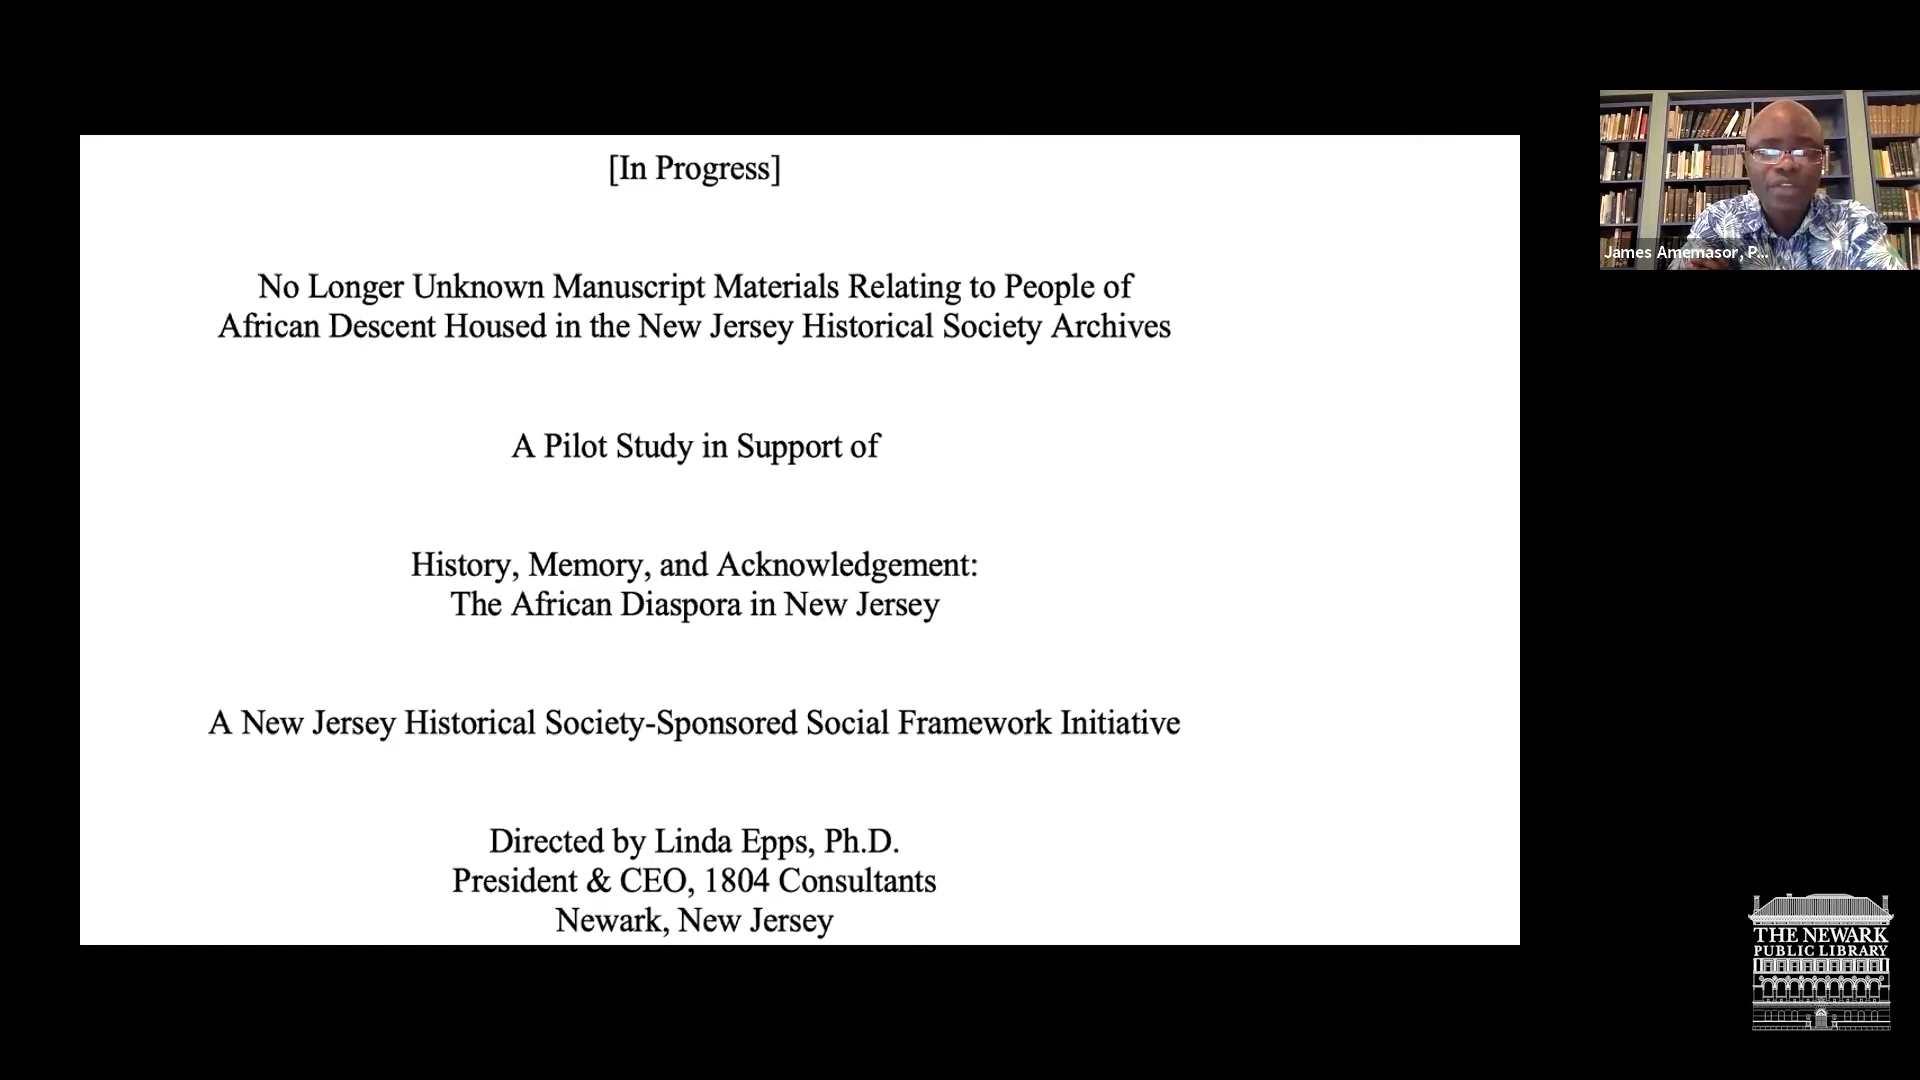 [In Progress]
No Longer Unknown Manuscript Materials Relating to People of
African Descent Housed in the New Jersey Historical Society Archives
A Pilot Study in Support of
History, Memory, and Acknowledgement:
The African Diaspora in New Jersey
A New Jersey Historical Society-Sponsored Social Framework Initiative
Directed by Linda Epps, Ph.D.
President & CEO, 1804 Consultants
Newark, New Jersey
James Amemasor, P...
THE NEWARK
PUBLIC LIBRARY